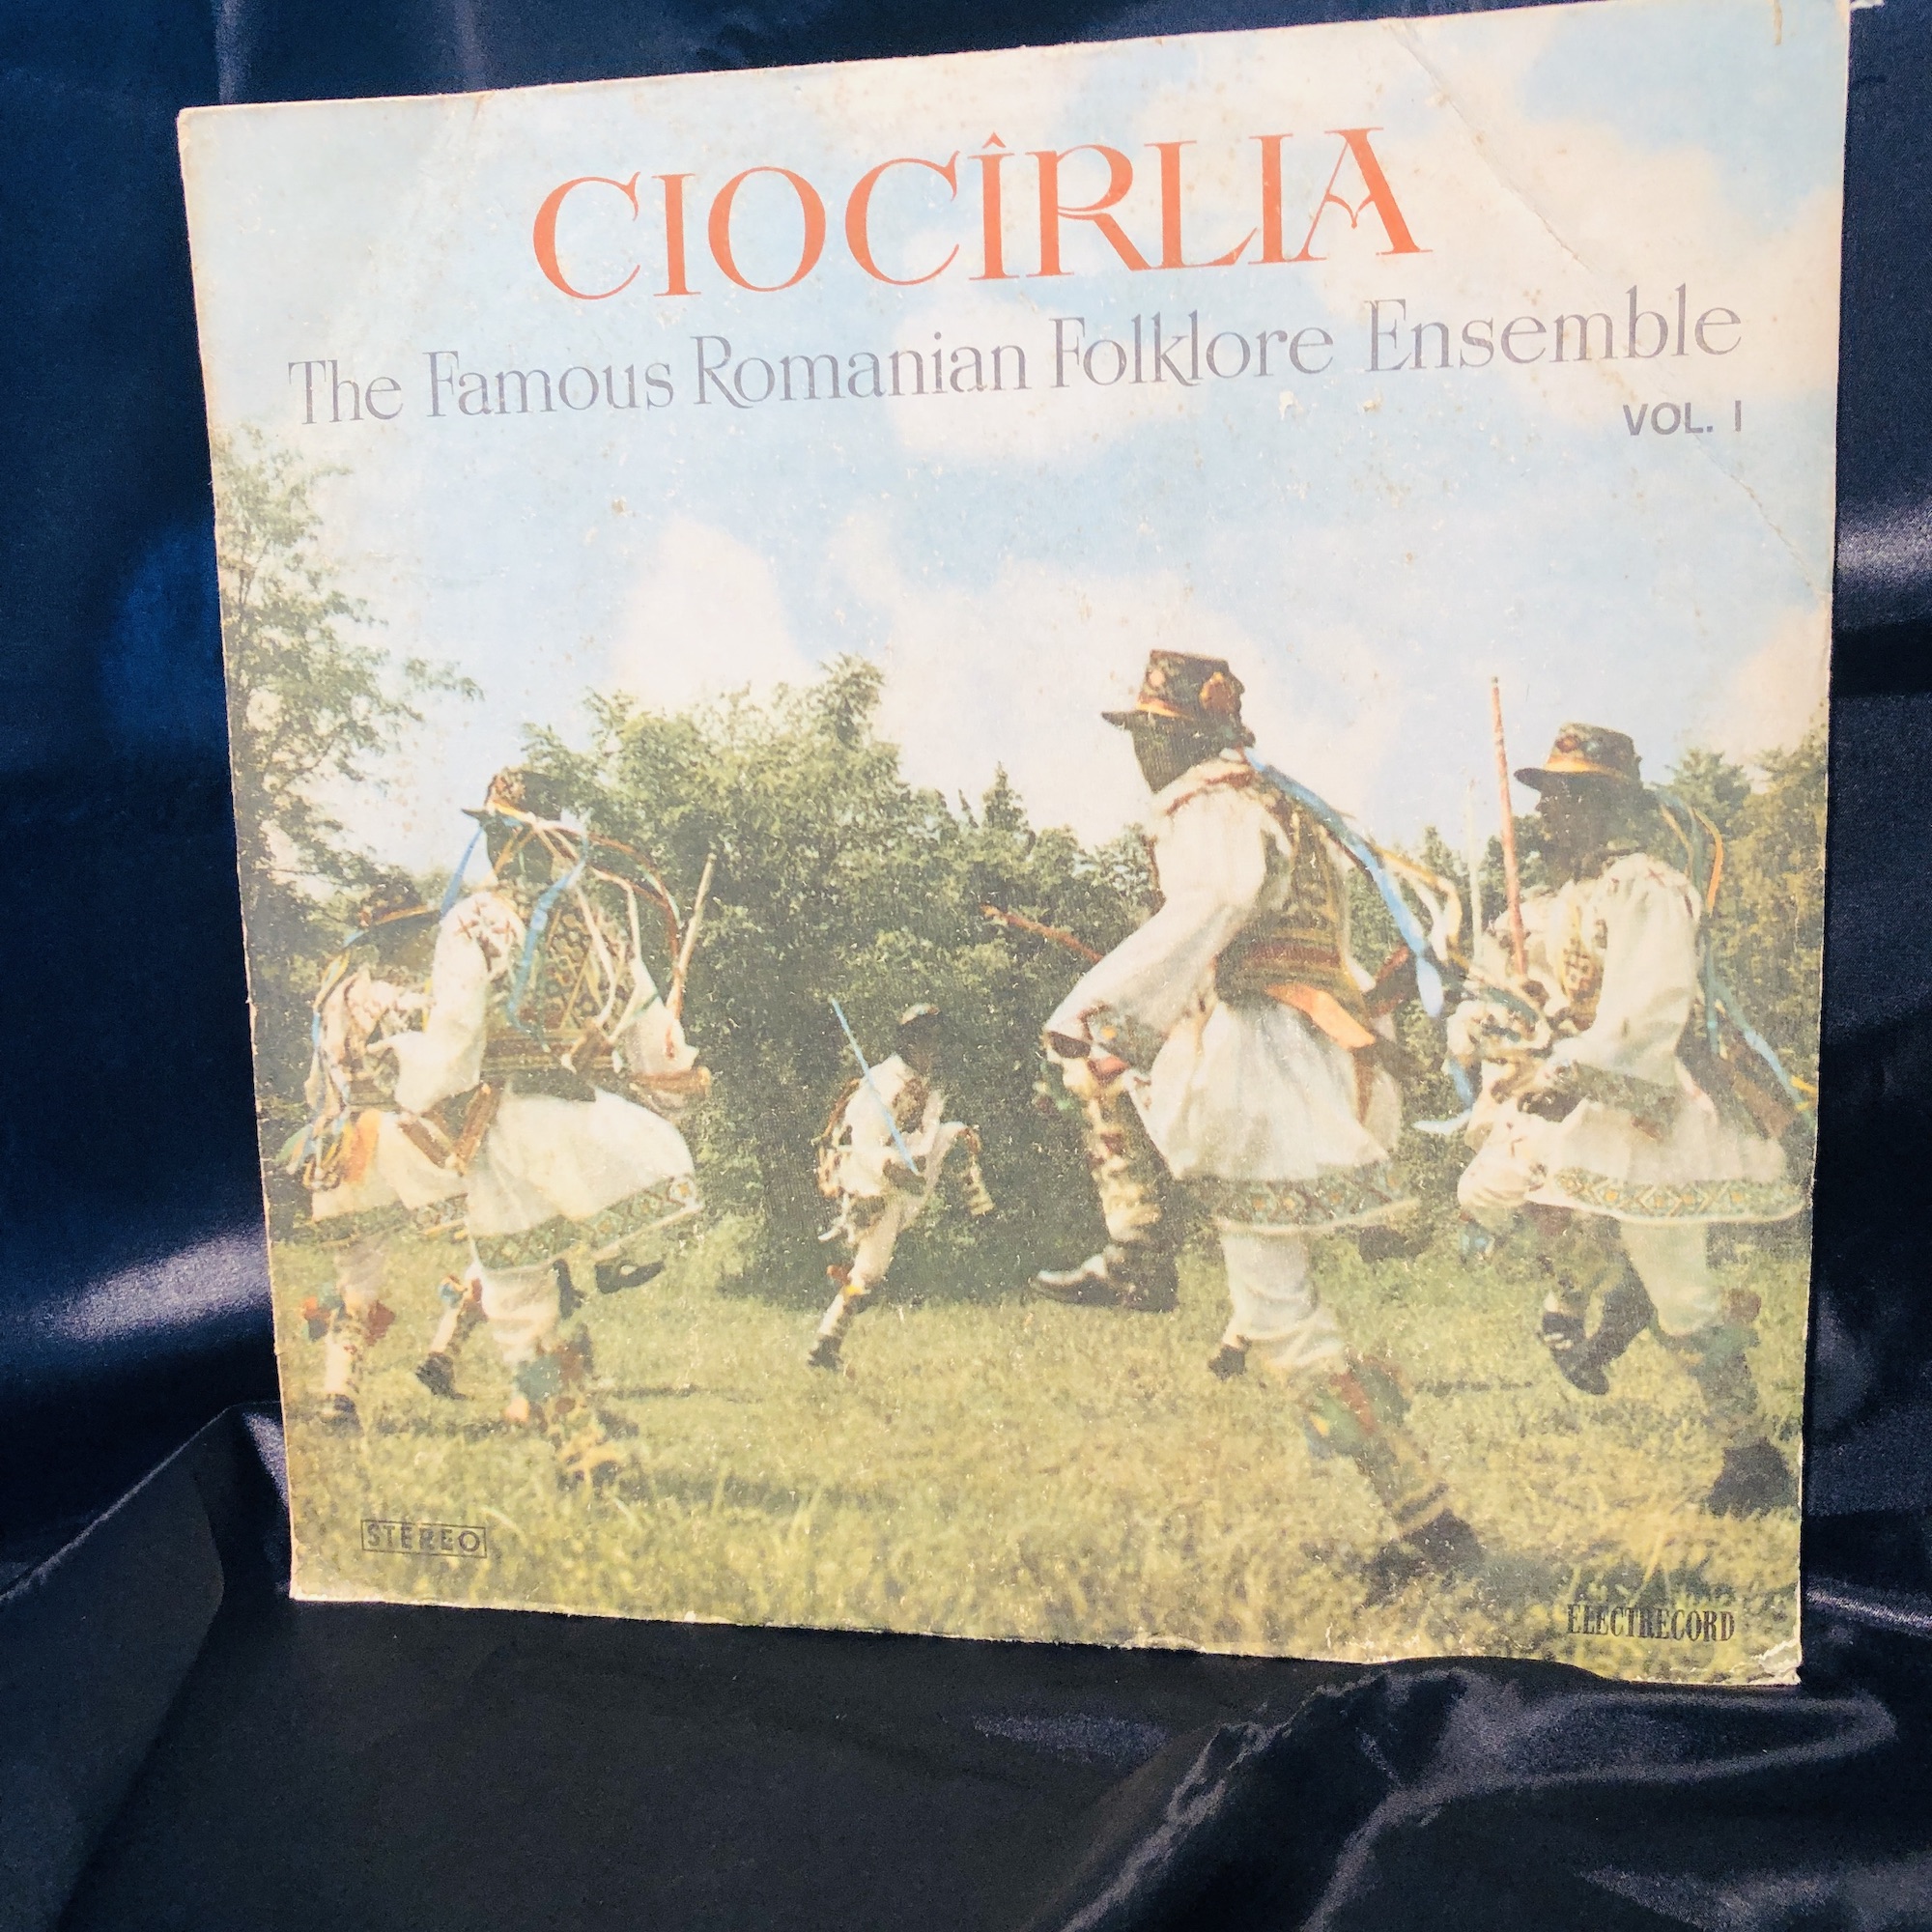 CIOCÎRLIA
The Famous Romanian Folklore Ensemble
VOL. I
STEREO
ELECTRECORD